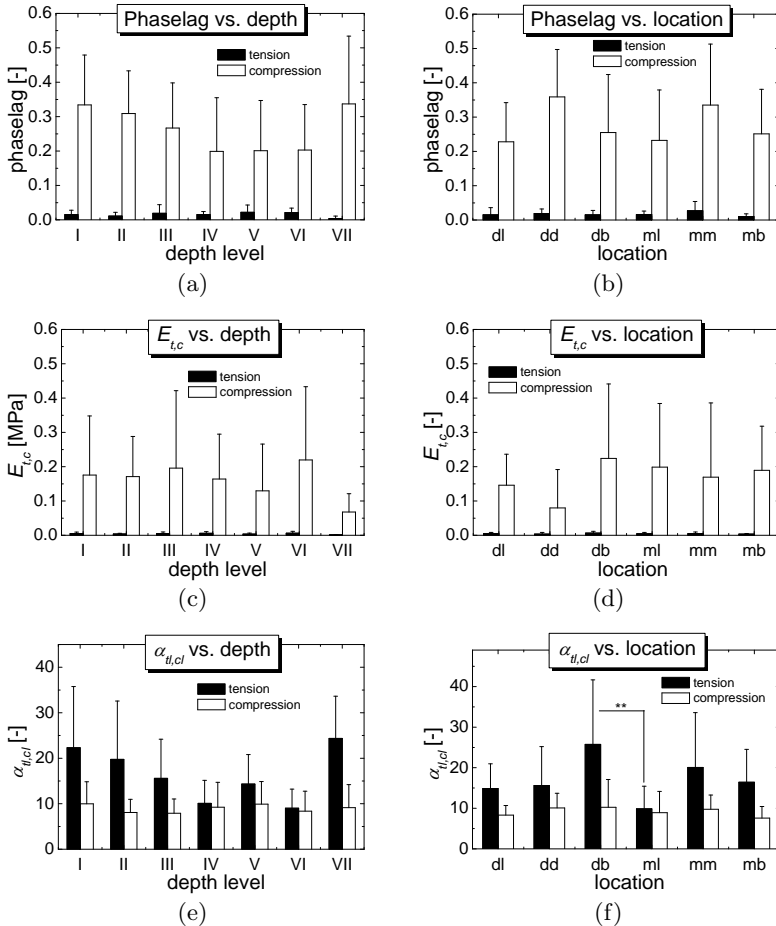 Phaselag vs. depth
tension
compression
phaselag [-]
0.6
0.5
0.4
0.3
0.2
0.1
0.0
I II III IV V VI VII
depth level
(a)
Phaselag vs. location
tension
compression
phaselag [-]
0.6
0.5
0.4
0.3
0.2
0.1
0.0
dl dd db ml mm mb
location
(b)
E_t,c vs. depth
tension
compression
E_t,c [MPa]
0.6
0.5
0.4
0.3
0.2
0.1
0.0
I II III IV V VI VII
depth level
(c)
E_t,c vs. location
tension
compression
E_t,c [-]
0.6
0.5
0.4
0.3
0.2
0.1
0.0
dl dd db ml mm mb
location
(d)
α_tl,cl vs. depth
tension
compression
α_tl,cl [-]
40
30
20
10
0
I II III IV V VI VII
depth level
(e)
α_tl,cl vs. location
tension
compression
**
α_tl,cl [-]
40
30
20
10
0
dl dd db ml mm mb
location
(f)